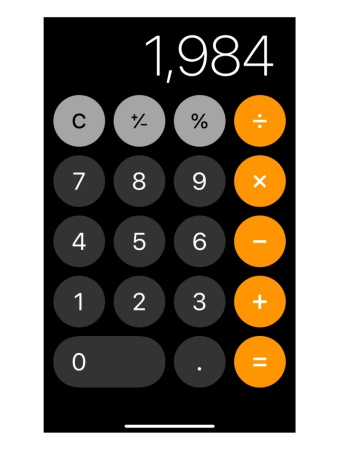 1,984
C ⁺∕₋ % ÷
7 8 9 ×
4 5 6 −
1 2 3 +
0 . =